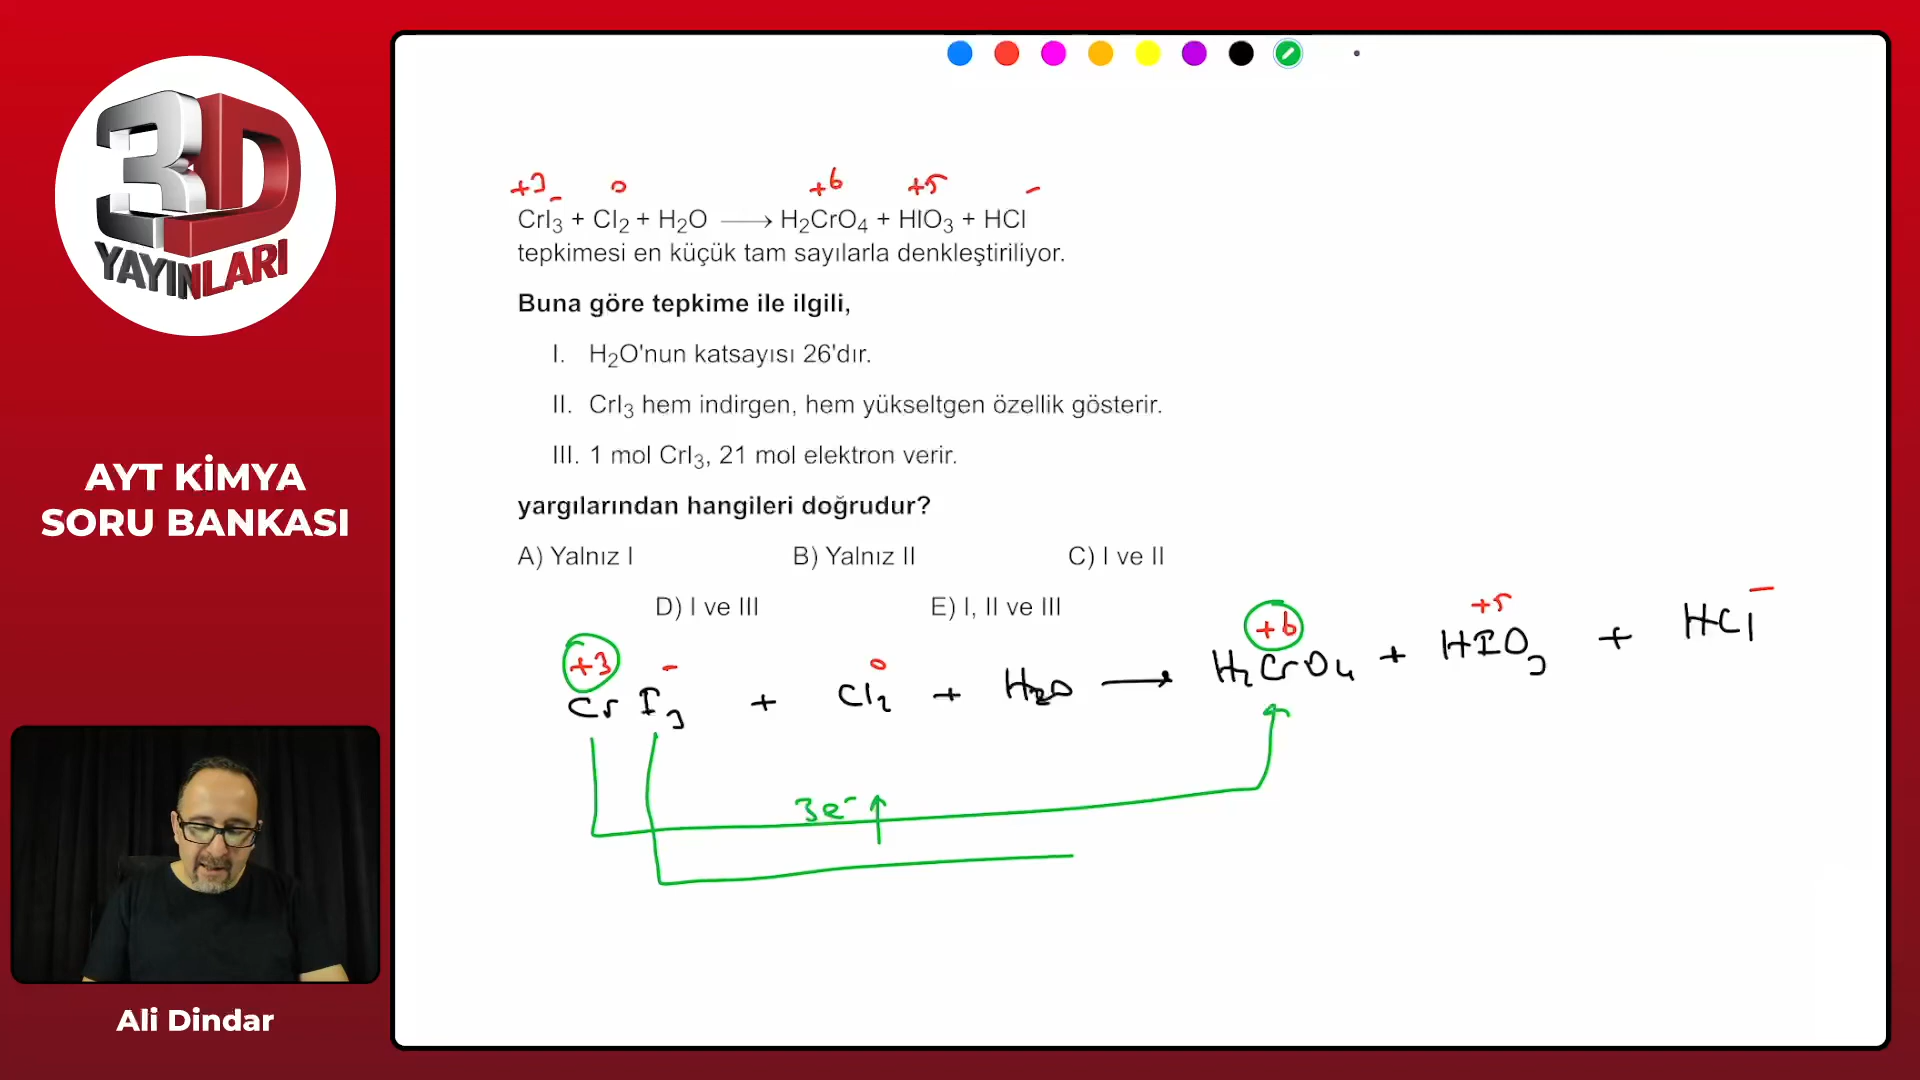 3D
YAYINLARI
AYT KİMYA
SORU BANKASI
Ali Dindar
+3 - 0 +6 +5 -
CrI3 + Cl2 + H2O ⟶ H2CrO4 + HIO3 + HCl
tepkimesi en küçük tam sayılarla denkleştiriliyor.
Buna göre tepkime ile ilgili,
I. H2O'nun katsayısı 26'dır.
II. CrI3 hem indirgen, hem yükseltgen özellik gösterir.
III. 1 mol CrI3, 21 mol elektron verir.
yargılarından hangileri doğrudur?
A) Yalnız I B) Yalnız II C) I ve II
D) I ve III E) I, II ve III
+3 - 0 +6 +5 -
CrI3 + Cl2 + H2O → H2CrO4 + HIO3 + HCl
3e- ↑